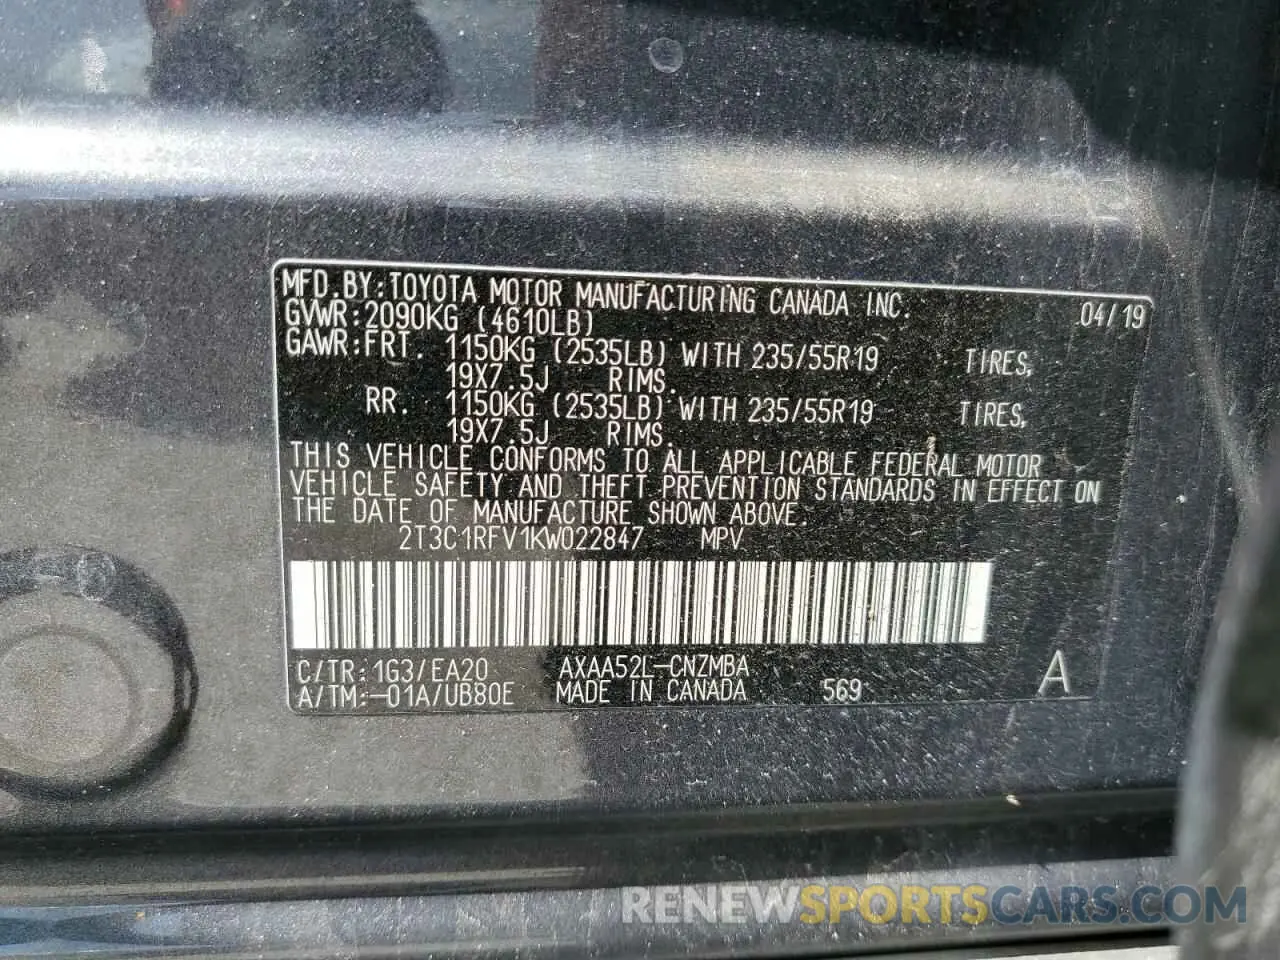 MFD.BY:TOYOTA MOTOR MANUFACTURING CANADA INC. 04/19
GVWR:2090KG (4610LB)
GAWR:FRT. 1150KG (2535LB) WITH 235/55R19 TIRES,
19X7.5J RIMS.
RR. 1150KG (2535LB) WITH 235/55R19 TIRES,
19X7.5J RIMS.
THIS VEHICLE CONFORMS TO ALL APPLICABLE FEDERAL MOTOR
VEHICLE SAFETY AND THEFT PREVENTION STANDARDS IN EFFECT ON
THE DATE OF MANUFACTURE SHOWN ABOVE.
2T3C1RFV1KW022847 MPV
C/TR:1G3/EA20 AXAA52L-CNZMBA A
A/TM:-01A/UB80E MADE IN CANADA 569
RENEWSPORTSCARS.COM